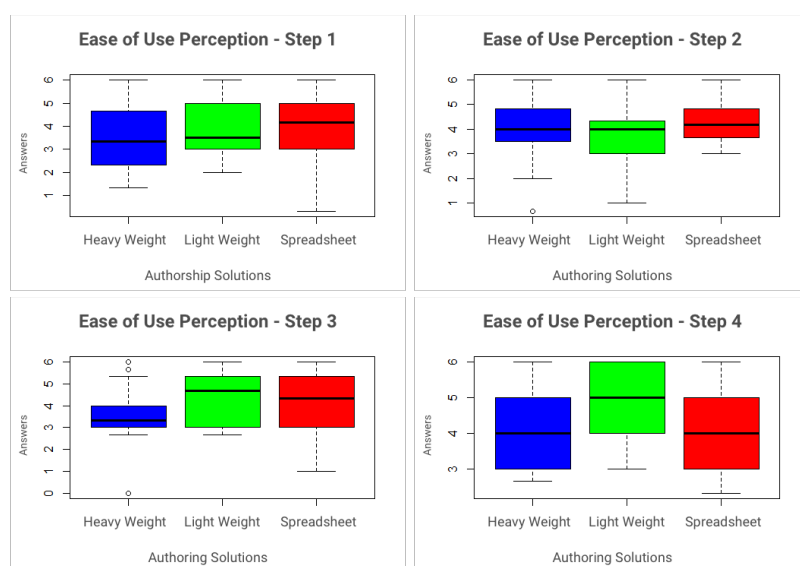 Ease of Use Perception - Step 1
Answers
6
5
4
3
2
1
Heavy Weight Light Weight Spreadsheet
Authorship Solutions
Ease of Use Perception - Step 2
Answers
6
5
4
3
2
1
Heavy Weight Light Weight Spreadsheet
Authoring Solutions
Ease of Use Perception - Step 3
Answers
6
5
4
3
2
1
0
Heavy Weight Light Weight Spreadsheet
Authoring Solutions
Ease of Use Perception - Step 4
Answers
6
5
4
3
Heavy Weight Light Weight Spreadsheet
Authoring Solutions